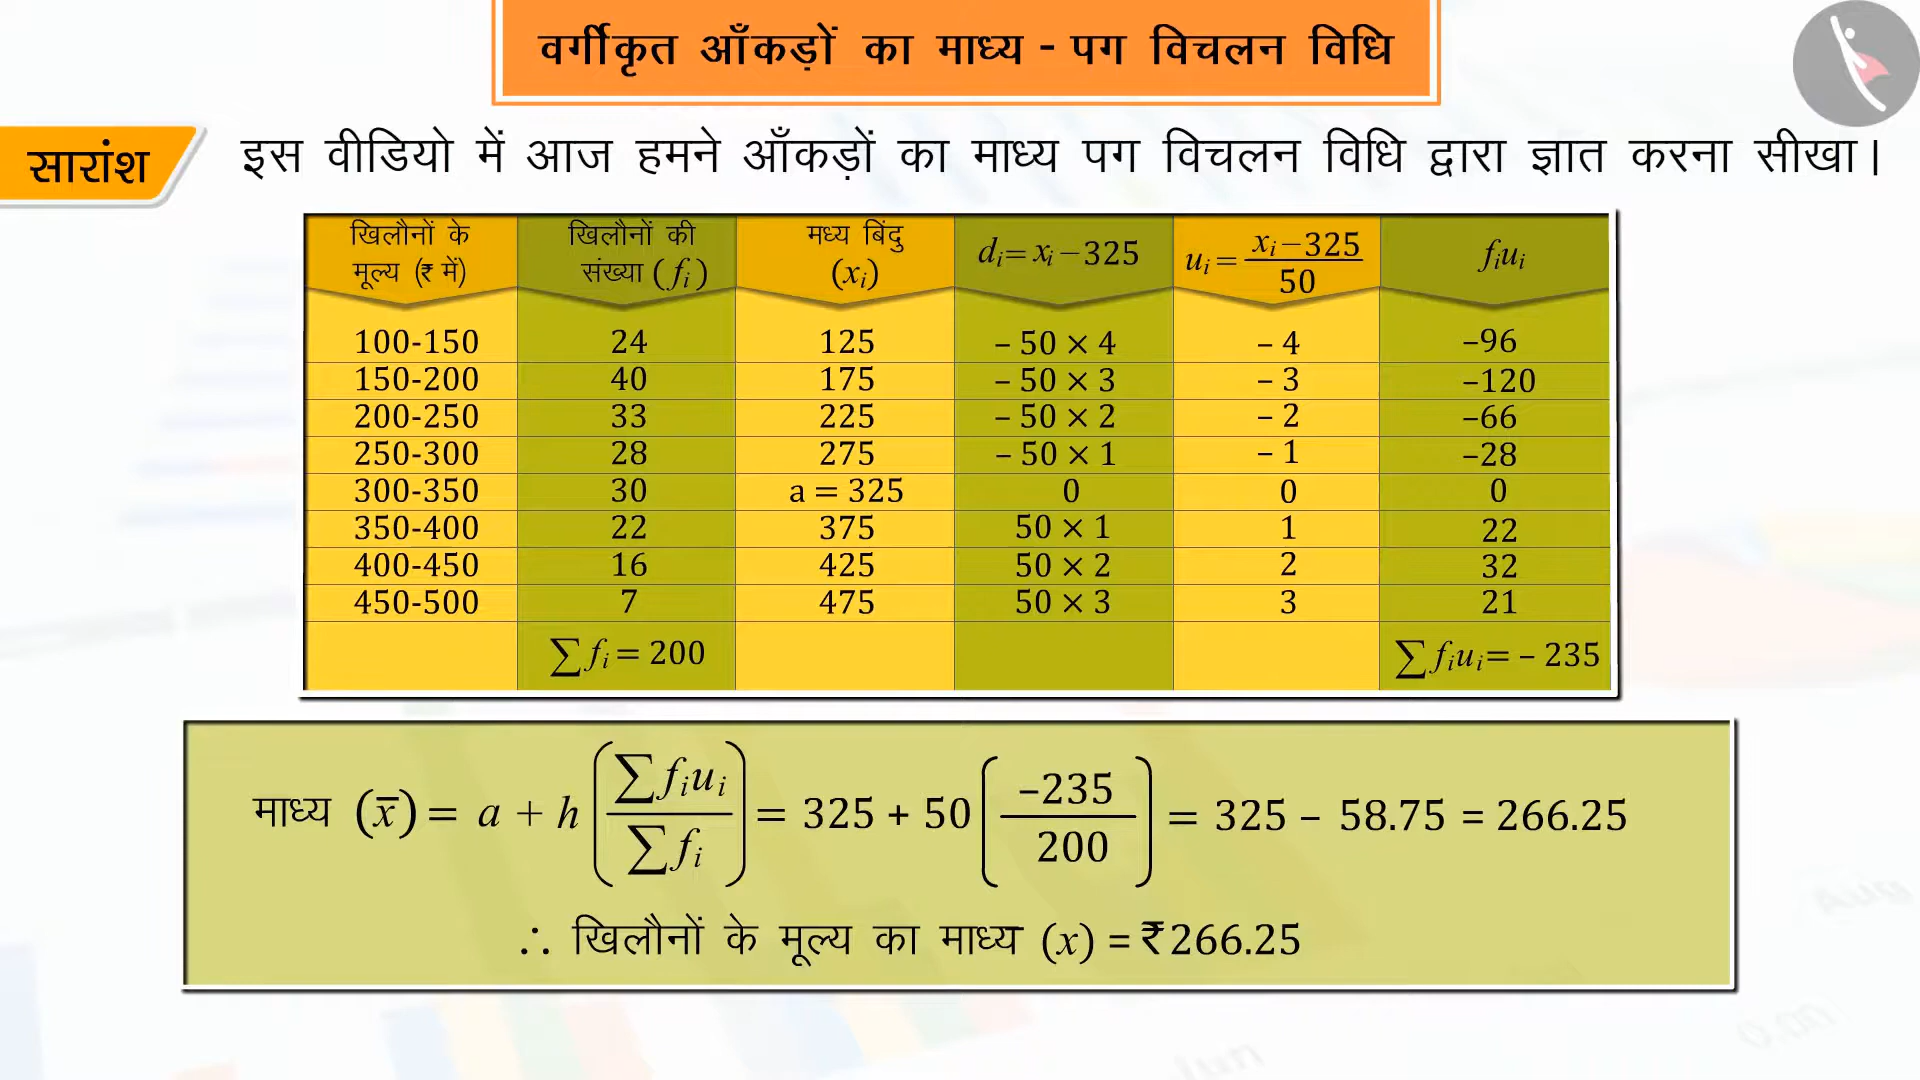 वर्गीकृत आँकड़ों का माध्य - पग विचलन विधि
सारांश
इस वीडियो में आज हमने आँकड़ों का माध्य पग विचलन विधि द्वारा ज्ञात करना सीखा।
खिलौनों के मूल्य (₹ में) | खिलौनों की संख्या (fᵢ) | मध्य बिंदु (xᵢ) | dᵢ = xᵢ − 325 | uᵢ = (xᵢ − 325)/50 | fᵢuᵢ
100-150 | 24 | 125 | – 50 × 4 | – 4 | –96
150-200 | 40 | 175 | – 50 × 3 | – 3 | –120
200-250 | 33 | 225 | – 50 × 2 | – 2 | –66
250-300 | 28 | 275 | – 50 × 1 | – 1 | –28
300-350 | 30 | a = 325 | 0 | 0 | 0
350-400 | 22 | 375 | 50 × 1 | 1 | 22
400-450 | 16 | 425 | 50 × 2 | 2 | 32
450-500 | 7 | 475 | 50 × 3 | 3 | 21
∑ fᵢ = 200 | ∑ fᵢuᵢ = – 235
माध्य (x̅) = a + h (∑ fᵢuᵢ / ∑ fᵢ) = 325 + 50 (–235 / 200) = 325 – 58.75 = 266.25
∴ खिलौनों के मूल्य का माध्य (x) = ₹266.25